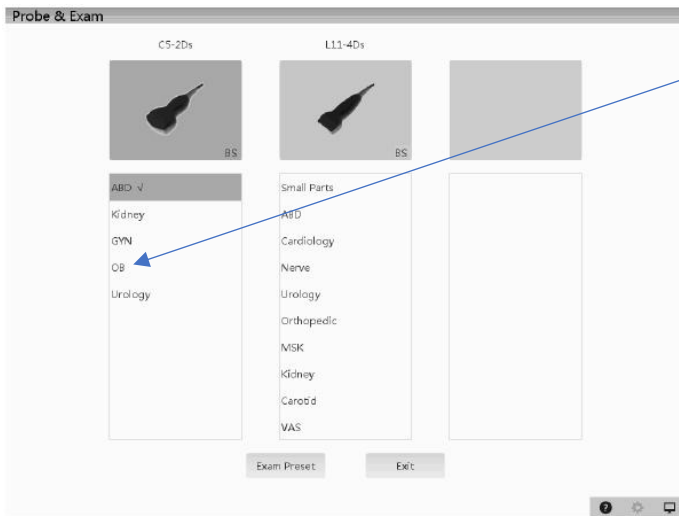 Probe & Exam
C5-2Ds
L11-4Ds
BS
BS
ABD √
Kidney
GYN
OB
Urology
Small Parts
ABD
Cardiology
Nerve
Urology
Orthopedic
MSK
Kidney
Carotid
VAS
Exam Preset
Exit
?